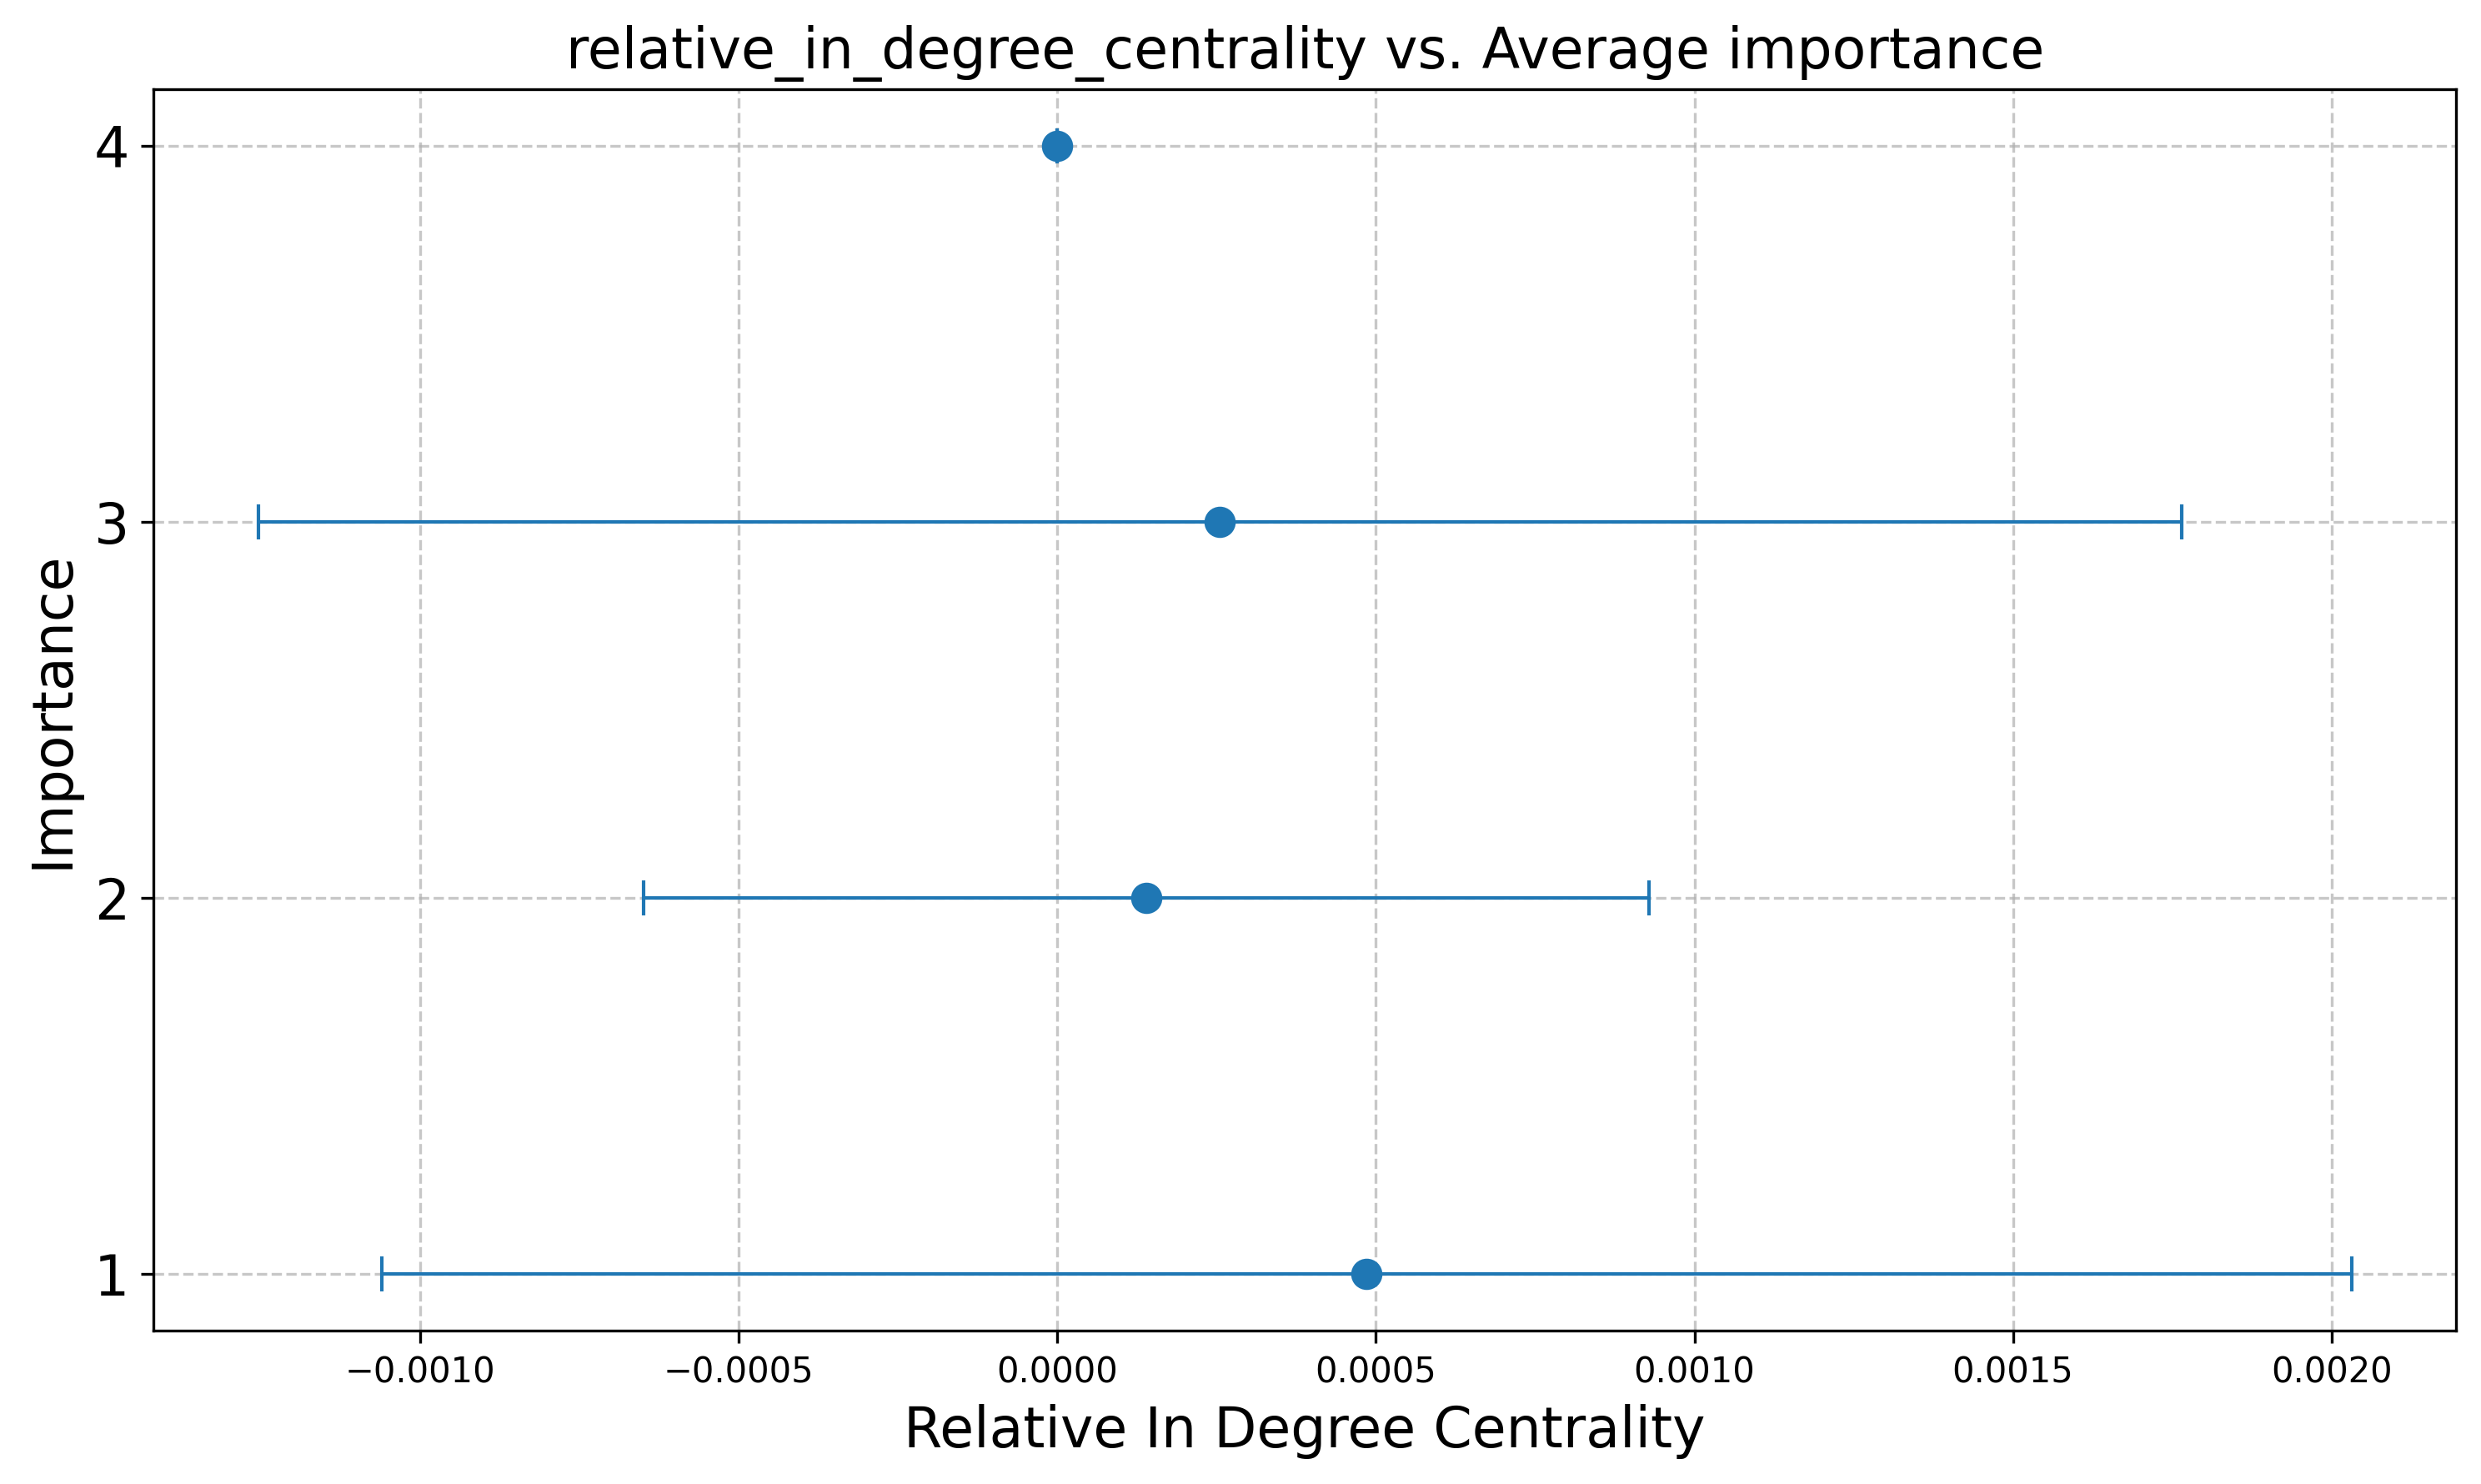 relative_in_degree_centrality vs. Average importance
4
3
2
1
Importance
−0.0010 −0.0005 0.0000 0.0005 0.0010 0.0015 0.0020
Relative In Degree Centrality